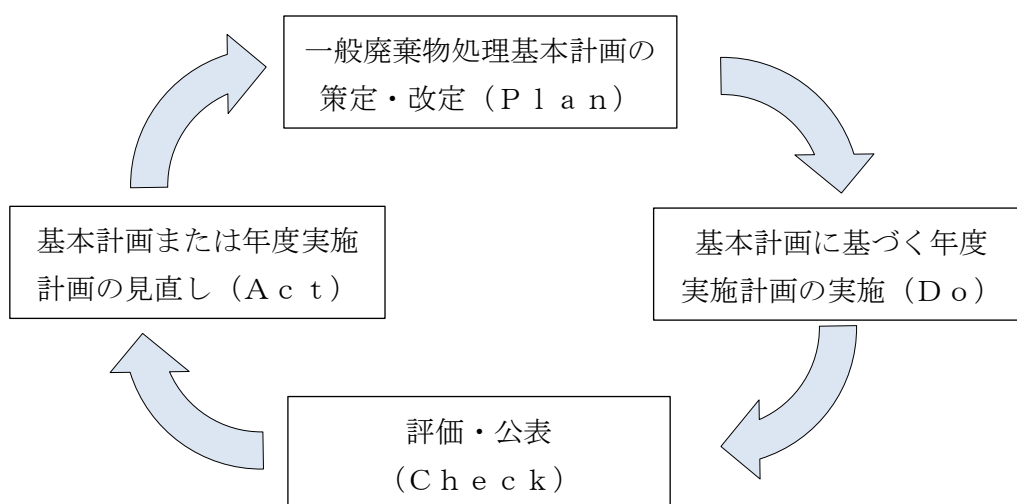 一般廃棄物処理基本計画の
策定・改定（Ｐｌａｎ）
基本計画に基づく年度
実施計画の実施（Ｄｏ）
評価・公表
（Ｃｈｅｃｋ）
基本計画または年度実施
計画の見直し（Ａｃｔ）